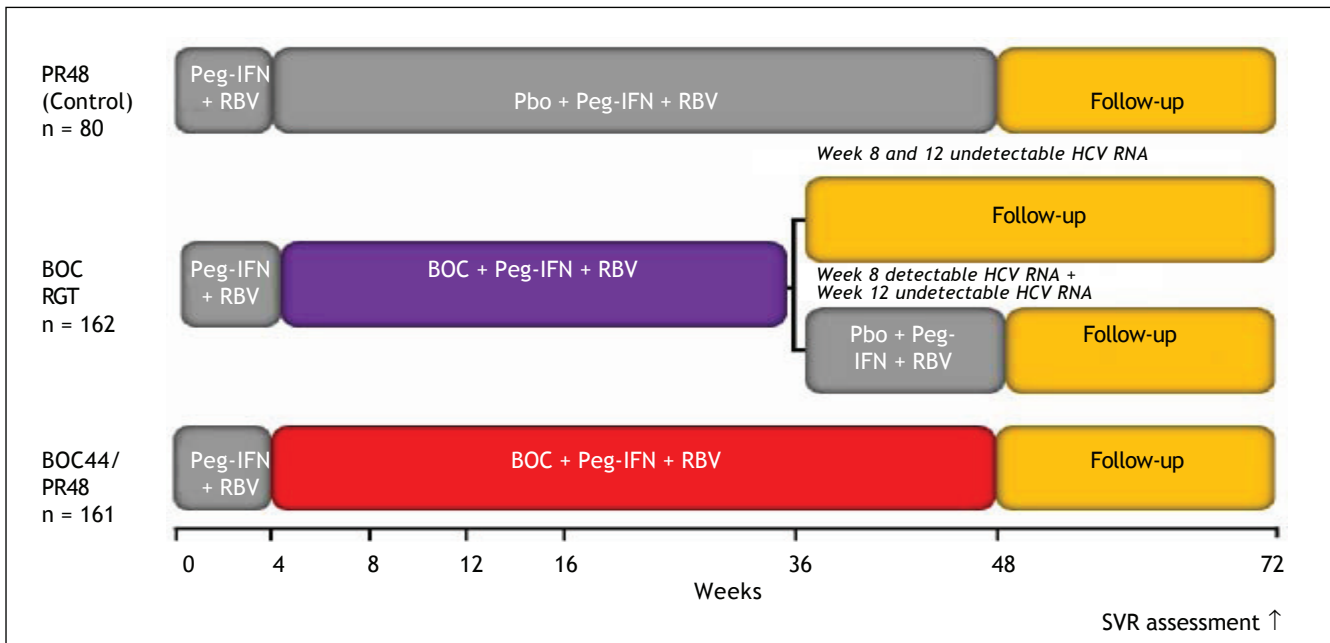 PR48
(Control)
n = 80
Peg-IFN
+ RBV
Pbo + Peg-IFN + RBV
Follow-up
Week 8 and 12 undetectable HCV RNA
Follow-up
BOC
RGT
n = 162
Peg-IFN
+ RBV
BOC + Peg-IFN + RBV
Week 8 detectable HCV RNA +
Week 12 undetectable HCV RNA
Pbo + Peg-
IFN + RBV
Follow-up
BOC44/
PR48
n = 161
Peg-IFN
+ RBV
BOC + Peg-IFN + RBV
Follow-up
0 4 8 12 16 36 48 72
Weeks
SVR assessment ↑